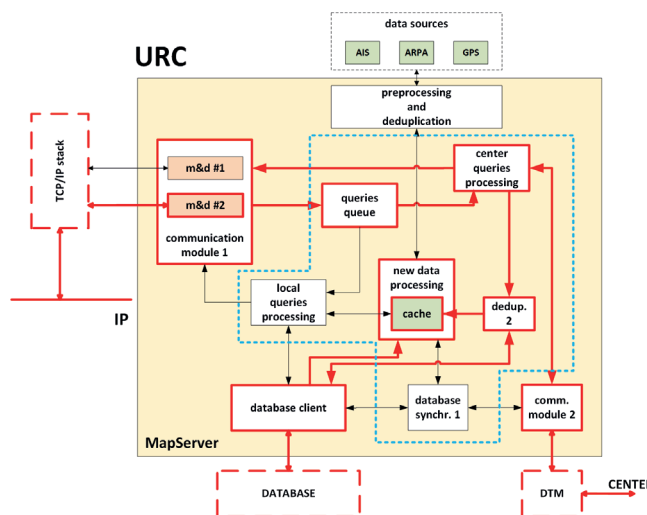 data sources
AIS
ARPA
GPS
URC
preprocessing
and
deduplication
TCP/IP stack
m&d #1
m&d #2
communication
module 1
queries
queue
center
queries
processing
new data
processing
cache
local
queries
processing
dedup.
2
IP
database client
database
synchr. 1
comm.
module 2
MapServer
DATABASE
DTM
CENTER